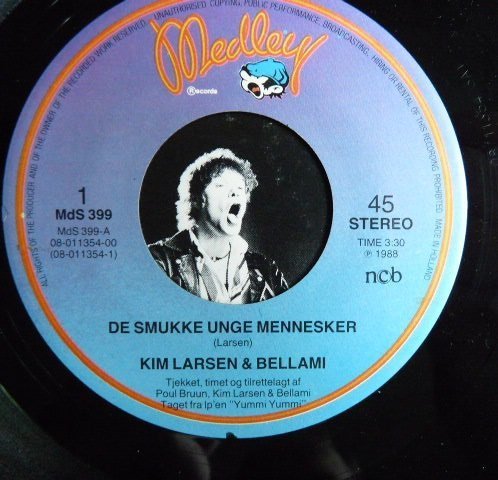 UNAUTHORISED COPYING, PUBLIC PERFORMANCE, BROADCASTING, HIRING OR RENTAL OF THIS RECORDING PROHIBITED. MADE IN HOLLAND
ALL RIGHTS OF THE PRODUCER AND OF THE OWNER OF THE RECORDED WORK RESERVED.
Medley
® Records
1
MdS 399
MdS 399-A
08-011354-00
(08-011354-1)
45
STEREO
TIME 3:30
℗ 1988
ncb
DE SMUKKE UNGE MENNESKER
(Larsen)
KIM LARSEN & BELLAMI
Tjekket, timet og tilrettelagt af
Poul Bruun, Kim Larsen & Bellami
Taget fra lp'en "Yummi Yummi"